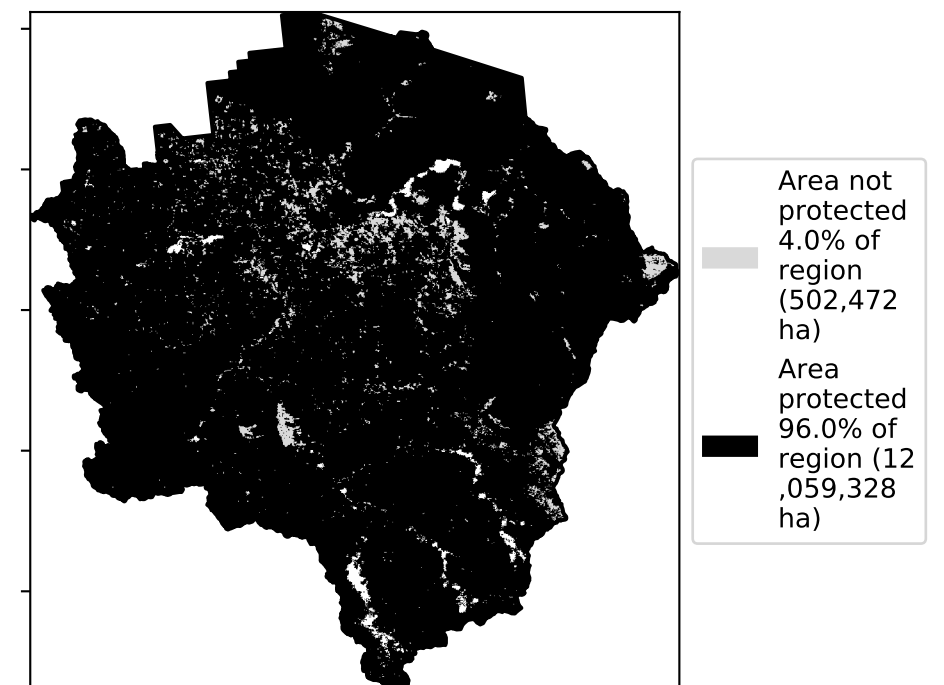 Area not
protected
4.0% of
region
(502,472
ha)
Area
protected
96.0% of
region (12
,059,328
ha)